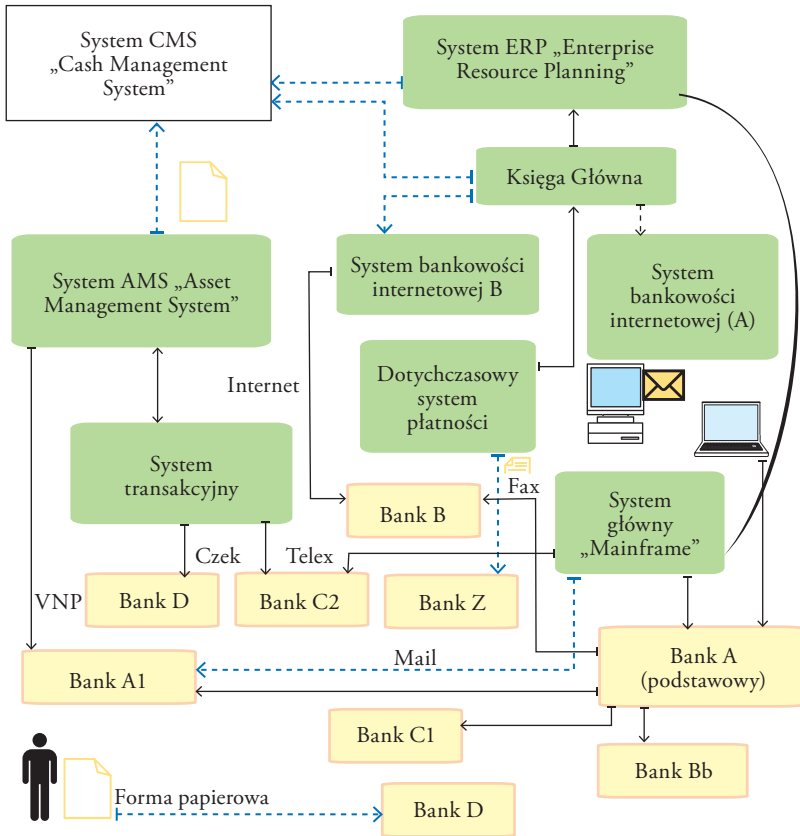 System CMS
„Cash Management
System”
System ERP „Enterprise
Resource Planning”
Księga Główna
System AMS „Asset
Management System”
System bankowości
internetowej B
System
bankowości
internetowej (A)
Internet
Dotychczasowy
system
płatności
System
transakcyjny
Fax
Bank B
System
główny
„Mainframe”
Czek
Telex
VNP
Bank D
Bank C2
Bank Z
Mail
Bank A1
Bank A
(podstawowy)
Bank C1
Bank Bb
Forma papierowa
Bank D